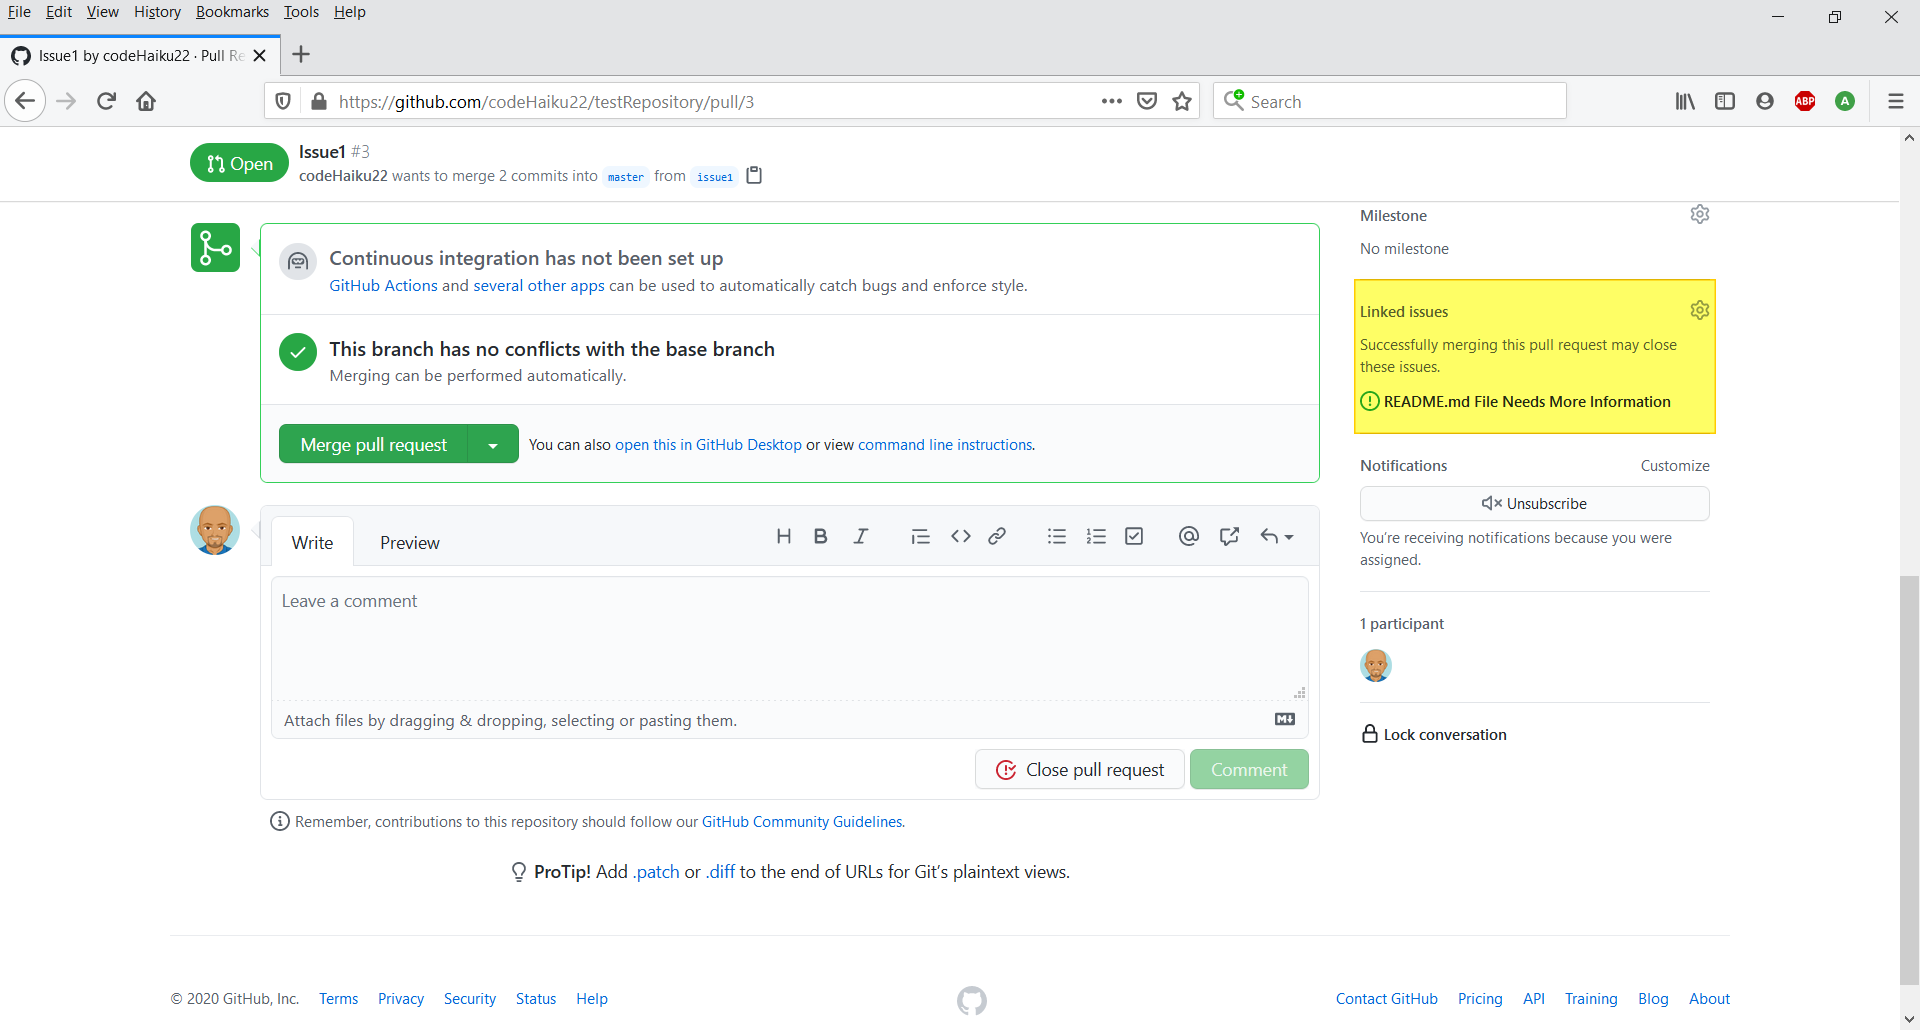 File Edit View History Bookmarks Tools Help
Issue1 by codeHaiku22 · Pull Re
https://github.com/codeHaiku22/testRepository/pull/3
Search
ABP
A
Open
Issue1 #3
codeHaiku22 wants to merge 2 commits into master from issue1
Milestone
No milestone
Continuous integration has not been set up
GitHub Actions and several other apps can be used to automatically catch bugs and enforce style.
This branch has no conflicts with the base branch
Merging can be performed automatically.
Merge pull request
You can also open this in GitHub Desktop or view command line instructions.
Linked issues
Successfully merging this pull request may close
these issues.
README.md File Needs More Information
Notifications Customize
Unsubscribe
You're receiving notifications because you were
assigned.
1 participant
Lock conversation
Write Preview
Leave a comment
Attach files by dragging & dropping, selecting or pasting them.
Close pull request Comment
Remember, contributions to this repository should follow our GitHub Community Guidelines.
ProTip! Add .patch or .diff to the end of URLs for Git's plaintext views.
© 2020 GitHub, Inc. Terms Privacy Security Status Help
Contact GitHub Pricing API Training Blog About